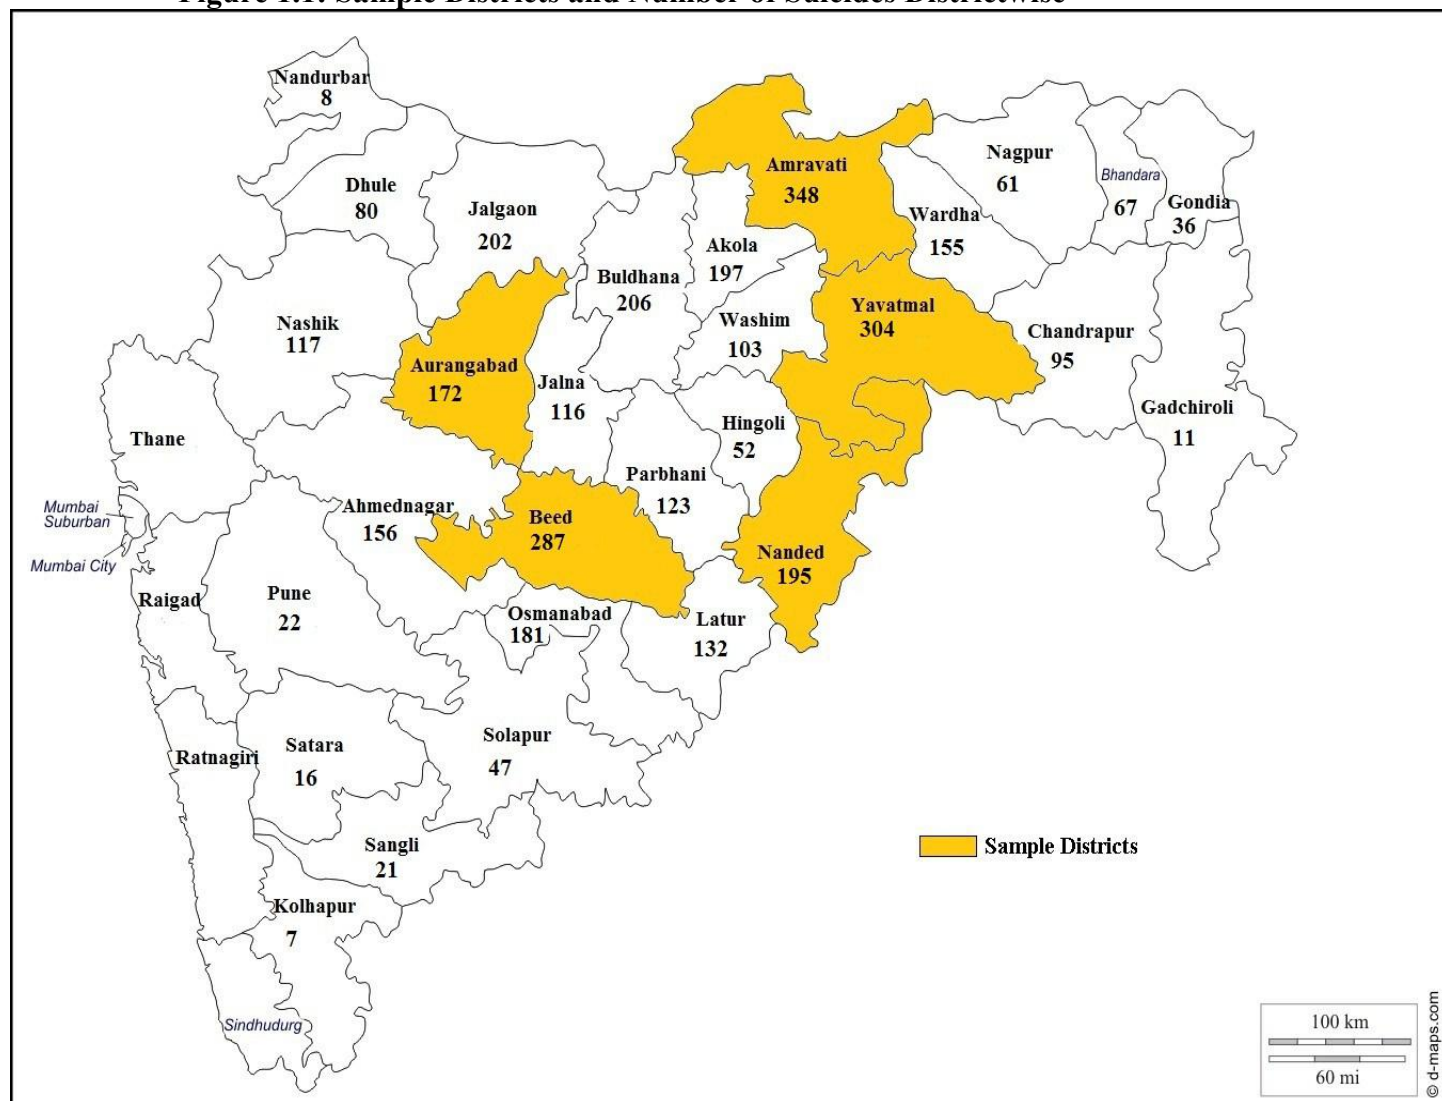 Figure 1.1: Sample Districts and Number of Suicides Districtwise
Nandurbar
8
Dhule
80
Jalgaon
202
Buldhana
206
Akola
197
Amravati
348
Wardha
155
Nagpur
61
Bhandara
67
Gondia
36
Nashik
117
Aurangabad
172
Jalna
116
Washim
103
Yavatmal
304
Chandrapur
95
Gadchiroli
11
Thane
Hingoli
52
Parbhani
123
Mumbai
Suburban
Mumbai City
Ahmednagar
156
Beed
287
Nanded
195
Raigad
Pune
22
Osmanabad
181
Latur
132
Ratnagiri
Satara
16
Solapur
47
Sangli
21
Sample Districts
Kolhapur
7
Sindhudurg
100 km
60 mi
© d-maps.com